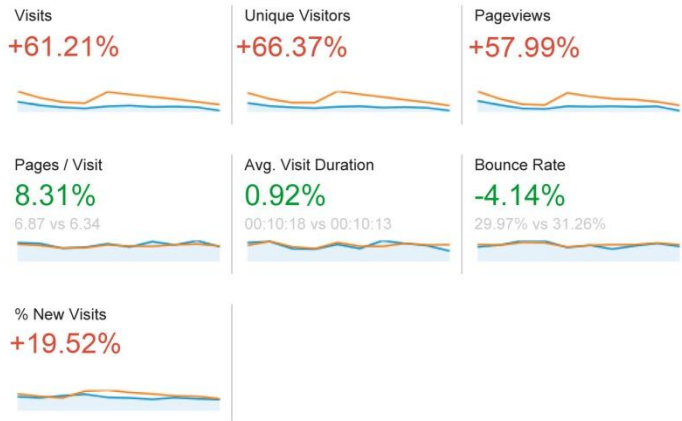 Visits
Unique Visitors
Pageviews
+61.21%
+66.37%
+57.99%
Pages / Visit
Avg. Visit Duration
Bounce Rate
8.31%
0.92%
-4.14%
6.87 vs 6.34
00:10:18 vs 00:10:13
29.97% vs 31.26%
% New Visits
+19.52%